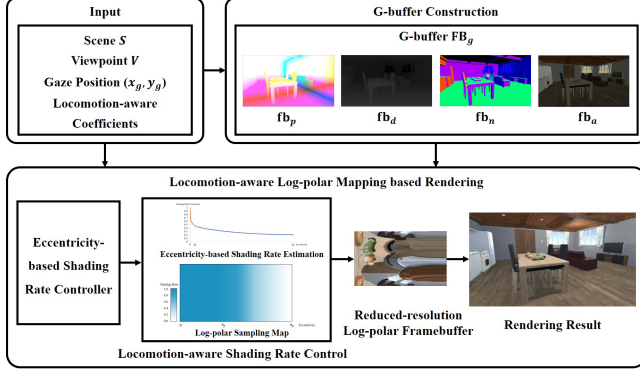 Input
Scene S
Viewpoint V
Gaze Position (x_g, y_g)
Locomotion-aware
Coefficients
G-buffer Construction
G-buffer FB_g
fb_p
fb_d
fb_n
fb_a
Locomotion-aware Log-polar Mapping based Rendering
Eccentricity-
based Shading
Rate Controller
Eccentricity-based Shading Rate Estimation
Shading Rate
Eccentricity
Log-polar Sampling Map
Locomotion-aware Shading Rate Control
Reduced-resolution
Log-polar Framebuffer
Rendering Result